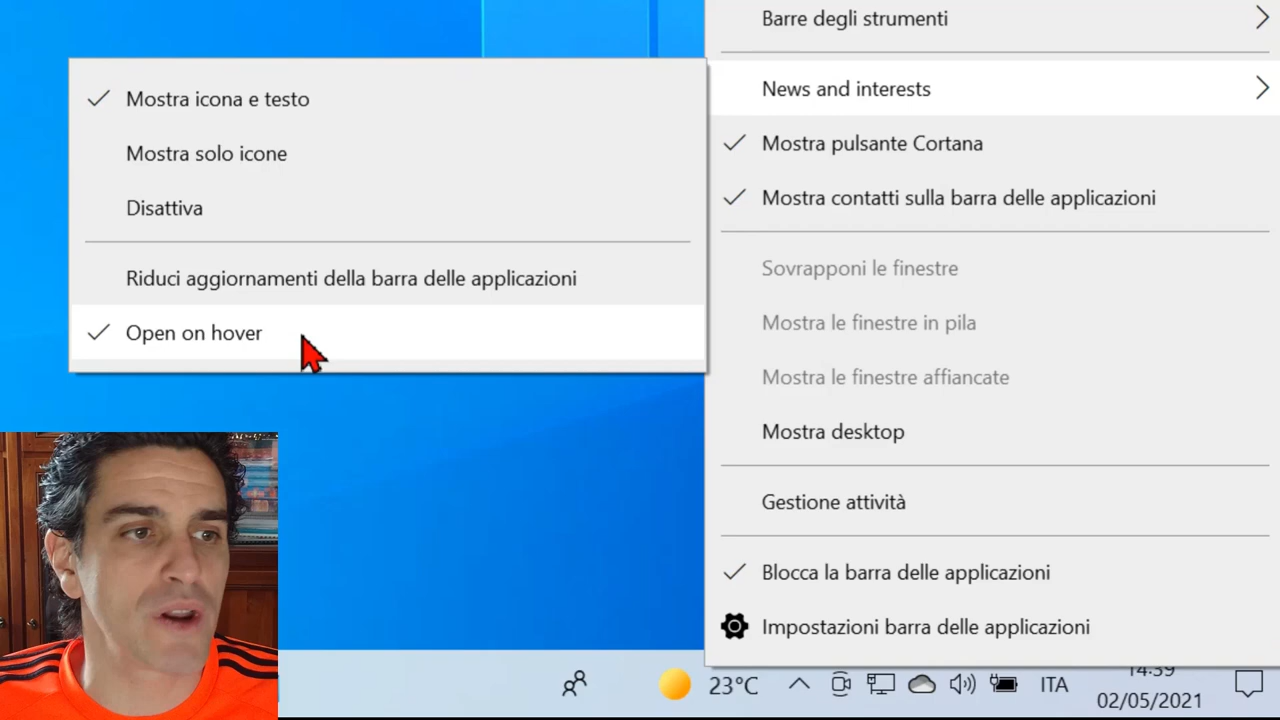 Barre degli strumenti
News and interests
Mostra pulsante Cortana
Mostra contatti sulla barra delle applicazioni
Sovrapponi le finestre
Mostra le finestre in pila
Mostra le finestre affiancate
Mostra desktop
Gestione attività
Blocca la barra delle applicazioni
Impostazioni barra delle applicazioni
Mostra icona e testo
Mostra solo icone
Disattiva
Riduci aggiornamenti della barra delle applicazioni
Open on hover
23°C
ITA
14:39
02/05/2021